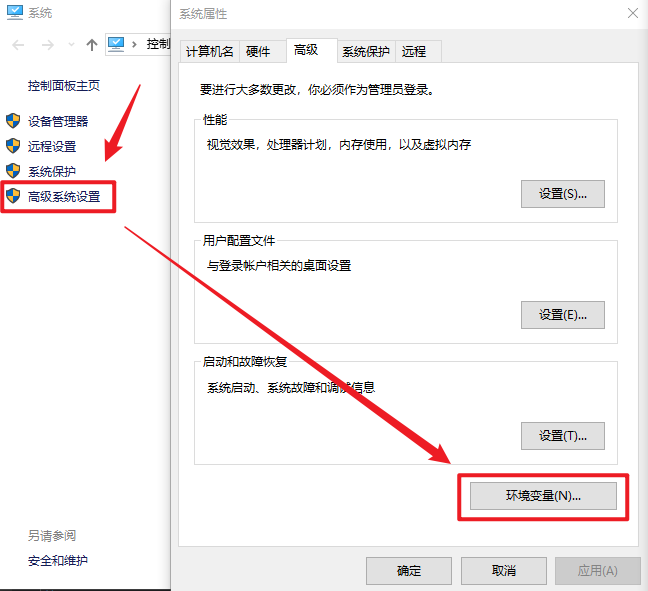 系统
控制
控制面板主页
设备管理器
远程设置
系统保护
高级系统设置
另请参阅
安全和维护
系统属性
计算机名 硬件 高级 系统保护 远程
要进行大多数更改，你必须作为管理员登录。
性能
视觉效果，处理器计划，内存使用，以及虚拟内存
设置(S)...
用户配置文件
与登录帐户相关的桌面设置
设置(E)...
启动和故障恢复
系统启动、系统故障和调试信息
设置(T)...
环境变量(N)...
确定 取消 应用(A)